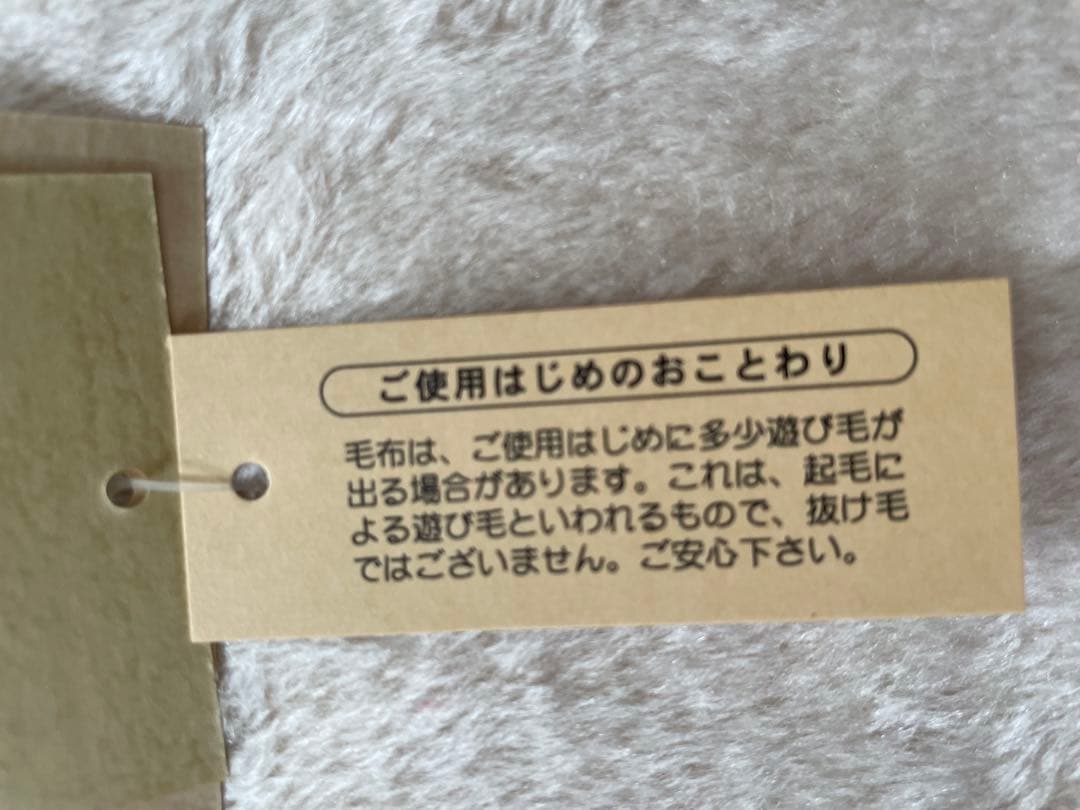 ご使用はじめのおことわり
毛布は、ご使用はじめに多少遊び毛が
出る場合があります。これは、起毛に
よる遊び毛といわれるもので、抜け毛
ではございません。ご安心下さい。